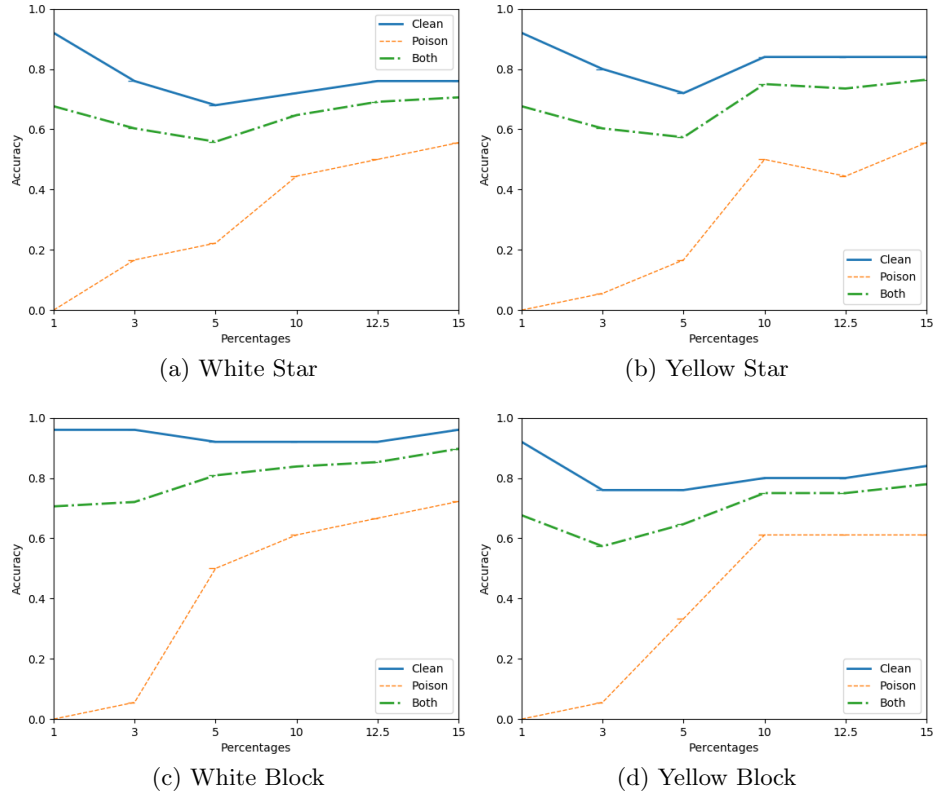 1.0
0.8
0.6
0.4
0.2
0.0
Accuracy
1 3 5 10 12.5 15
Percentages
Clean
Poison
Both
(a) White Star
1.0
0.8
0.6
0.4
0.2
0.0
Accuracy
1 3 5 10 12.5 15
Percentages
Clean
Poison
Both
(b) Yellow Star
1.0
0.8
0.6
0.4
0.2
0.0
Accuracy
1 3 5 10 12.5 15
Percentages
Clean
Poison
Both
(c) White Block
1.0
0.8
0.6
0.4
0.2
0.0
Accuracy
1 3 5 10 12.5 15
Percentages
Clean
Poison
Both
(d) Yellow Block